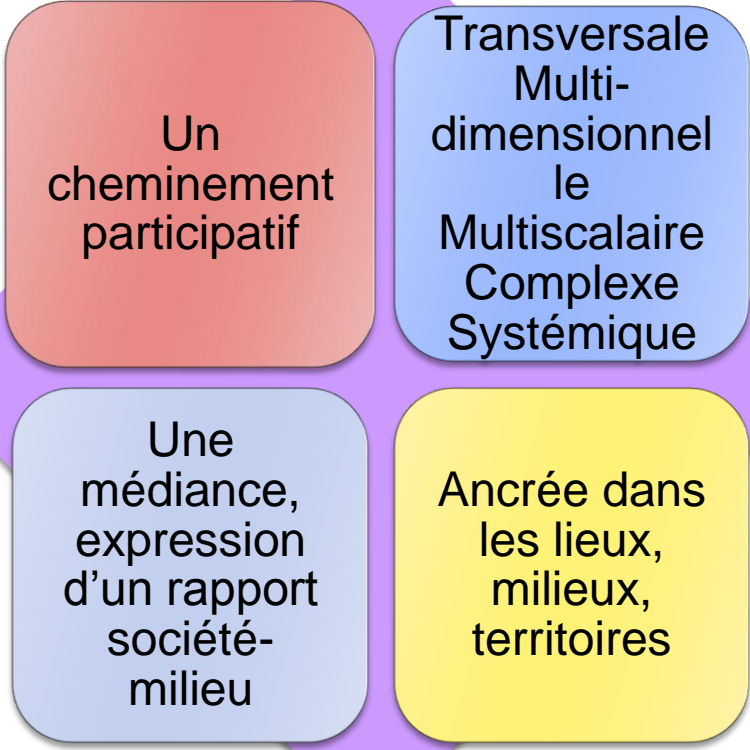 Un
cheminement
participatif
Transversale
Multi-
dimensionnel
le
Multiscalaire
Complexe
Systémique
Une
médiance,
expression
d’un rapport
société-
milieu
Ancrée dans
les lieux,
milieux,
territoires